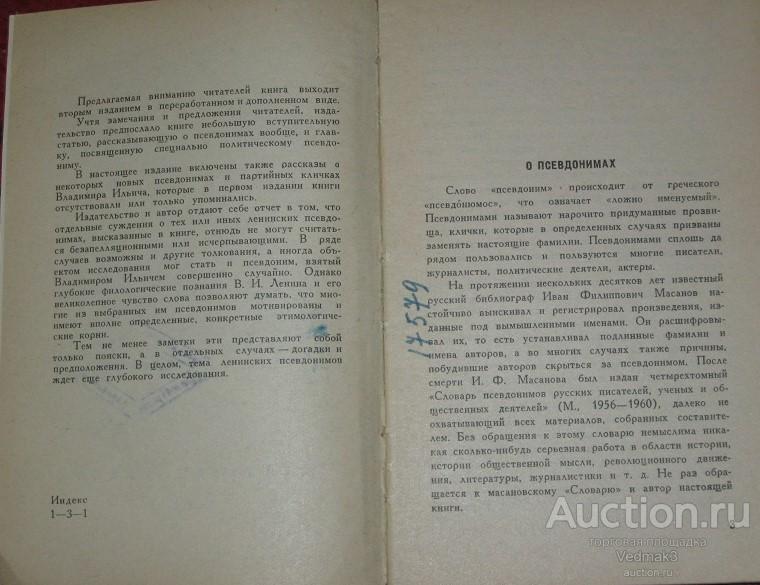 Предлагаемая вниманию читателей книга выходит
вторым изданием в переработанном и дополненном виде.
Учтя замечания и предложения читателей, изда-
тельство предпослало книге небольшую вступительную
статью, рассказывающую о псевдонимах вообще, и глав-
ку, посвященную специально политическому псевдо-
ниму.
В настоящее издание включены также рассказы о
некоторых новых псевдонимах и партийных кличках
Владимира Ильича, которые в первом издании книги
отсутствовали или только упоминались.
Издательство и автор отдают себе отчет в том, что
отдельные суждения о тех или иных ленинских псевдо-
нимах, высказанные в книге, отнюдь не могут считать-
ся безапелляционными или исчерпывающими. В ряде
случаев возможны и другие толкования, а иногда объ-
ектом исследования мог стать и псевдоним, взятый
Владимиром Ильичем совершенно случайно. Однако
глубокие филологические познания В. И. Ленина и его
великолепное чувство слова позволяют думать, что мно-
гие из выбранных им псевдонимов мотивированы и
имеют вполне определенные, конкретные этимологиче-
ские корни.
Тем не менее заметки эти представляют собой
только поиски, а в отдельных случаях — догадки и
предположения. В целом, тема ленинских псевдонимов
ждет еще глубокого исследования.
Индекс
1—3—1
О ПСЕВДОНИМАХ
Слово «псевдоним» происходит от греческого
«псевдо́нюмос», что означает «ложно именуемый».
Псевдонимами называют нарочито придуманные прозви-
ща, клички, которые в определенных случаях призваны
заменять настоящие фамилии. Псевдонимами сплошь да
рядом пользовались и пользуются многие писатели,
журналисты, политические деятели, актеры.
На протяжении нескольких десятков лет известный
русский библиограф Иван Филиппович Масанов на-
стойчиво выискивал и регистрировал произведения, из-
данные под вымышленными именами. Он расшифровы-
вал их, то есть устанавливал подлинные фамилии и
имена авторов, а во многих случаях также причины,
побудившие авторов скрыться за псевдонимом. После
смерти И. Ф. Масанова был издан четырехтомный
«Словарь псевдонимов русских писателей, ученых и об-
щественных деятелей» (М., 1956—1960), далеко не
охватывающий всех материалов, собранных составите-
лем. Без обращения к этому словарю немыслима ника-
кая сколько-нибудь серьезная работа в области истории,
истории общественной мысли, революционного движе-
ния, литературы, журналистики и т. д. Не раз обра-
щается к масановскому «Словарю» и автор настоящей
книги.
3
17579
Auction.ru
торговая площадка
Vedmak3
auction.ru